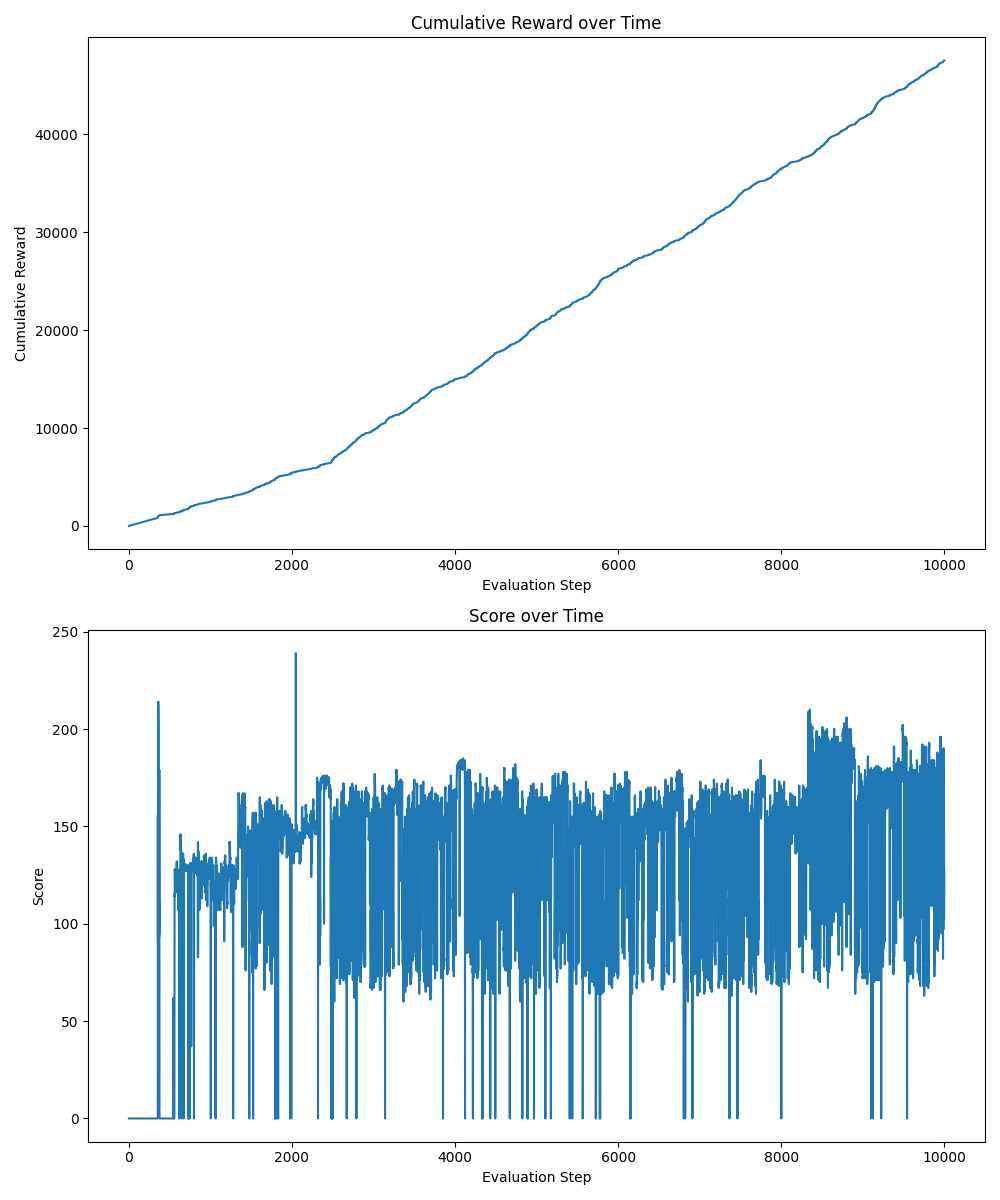 Cumulative Reward over Time
40000
30000
20000
10000
0
Cumulative Reward
0 2000 4000 6000 8000 10000
Evaluation Step
Score over Time
250
200
150
100
50
0
Score
0 2000 4000 6000 8000 10000
Evaluation Step